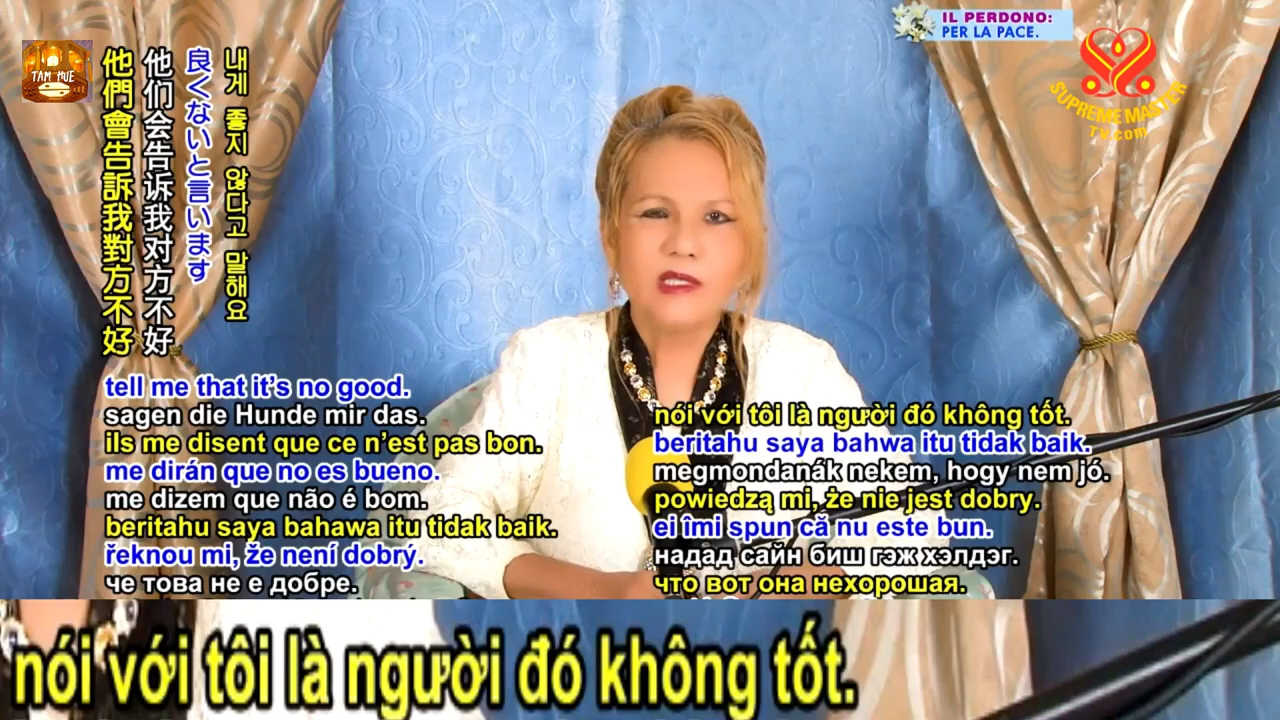 TÂM HUỆ
IL PERDONO:
PER LA PACE.
SUPREME MASTER
TV.com
내게 좋지 않다고 말해요
良くないと言います
他们会告诉我对方不好
他們會告訴我對方不好
tell me that it's no good.
sagen die Hunde mir das.
ils me disent que ce n'est pas bon.
me dirán que no es bueno.
me dizem que não é bom.
beritahu saya bahawa itu tidak baik.
řeknou mi, že není dobrý.
че това не е добре.
nói với tôi là người đó không tốt.
beritahu saya bahwa itu tidak baik.
megmondanák nekem, hogy nem jó.
powiedzą mi, że nie jest dobry.
ei îmi spun că nu este bun.
надад сайн биш гэж хэлдэг.
что вот она нехорошая.
nói với tôi là người đó không tốt.